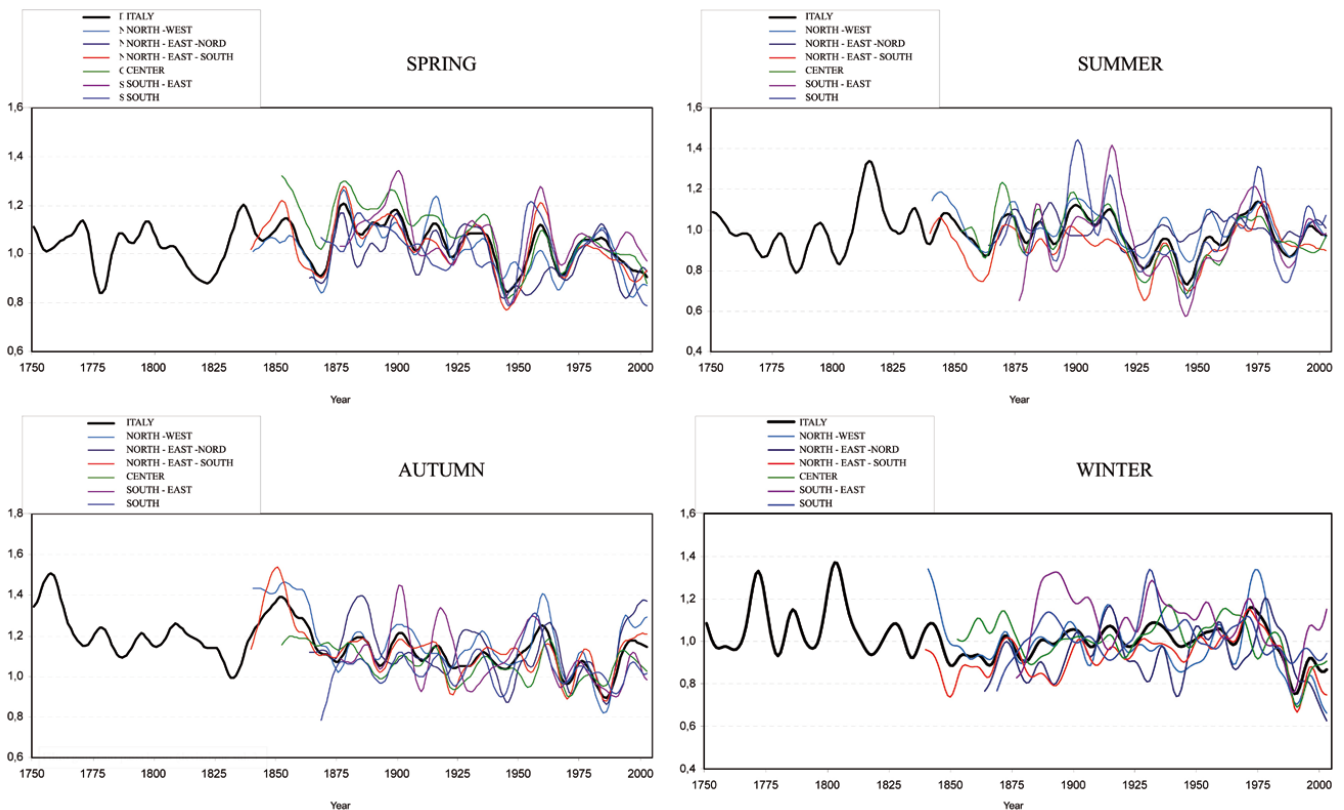 I ITALY
N NORTH -WEST
N NORTH - EAST -NORD
N NORTH - EAST - SOUTH
C CENTER
S SOUTH - EAST
S SOUTH
SPRING
1,6
1,4
1,2
1,0
0,8
0,6
1750 1775 1800 1825 1850 1875 1900 1925 1950 1975 2000
Year
ITALY
NORTH -WEST
NORTH - EAST -NORD
NORTH - EAST - SOUTH
CENTER
SOUTH - EAST
SOUTH
SUMMER
1,6
1,4
1,2
1,0
0,8
0,6
0,4
1750 1775 1800 1825 1850 1875 1900 1925 1950 1975 2000
Year
ITALY
NORTH -WEST
NORTH - EAST -NORD
NORTH - EAST - SOUTH
CENTER
SOUTH - EAST
SOUTH
AUTUMN
1,8
1,6
1,4
1,2
1,0
0,8
0,6
1750 1775 1800 1825 1850 1875 1900 1925 1950 1975 2000
Year
ITALY
NORTH -WEST
NORTH - EAST -NORD
NORTH - EAST - SOUTH
CENTER
SOUTH - EAST
SOUTH
WINTER
1,6
1,4
1,2
1,0
0,8
0,6
0,4
1750 1775 1800 1825 1850 1875 1900 1925 1950 1975 2000
Year